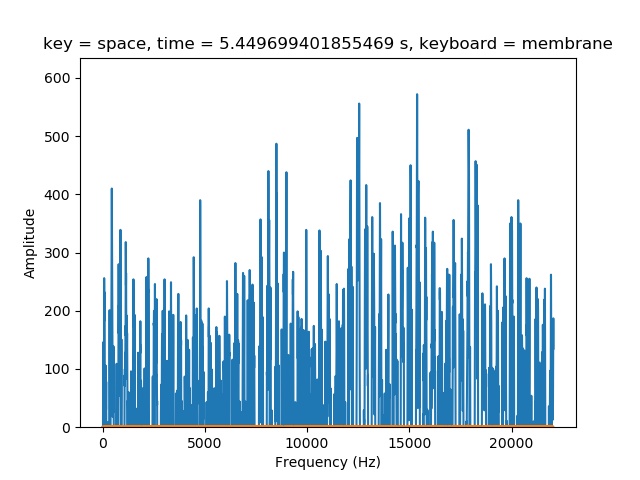 key = space, time = 5.449699401855469 s, keyboard = membrane
600
500
400
300
200
100
0
Amplitude
0 5000 10000 15000 20000
Frequency (Hz)